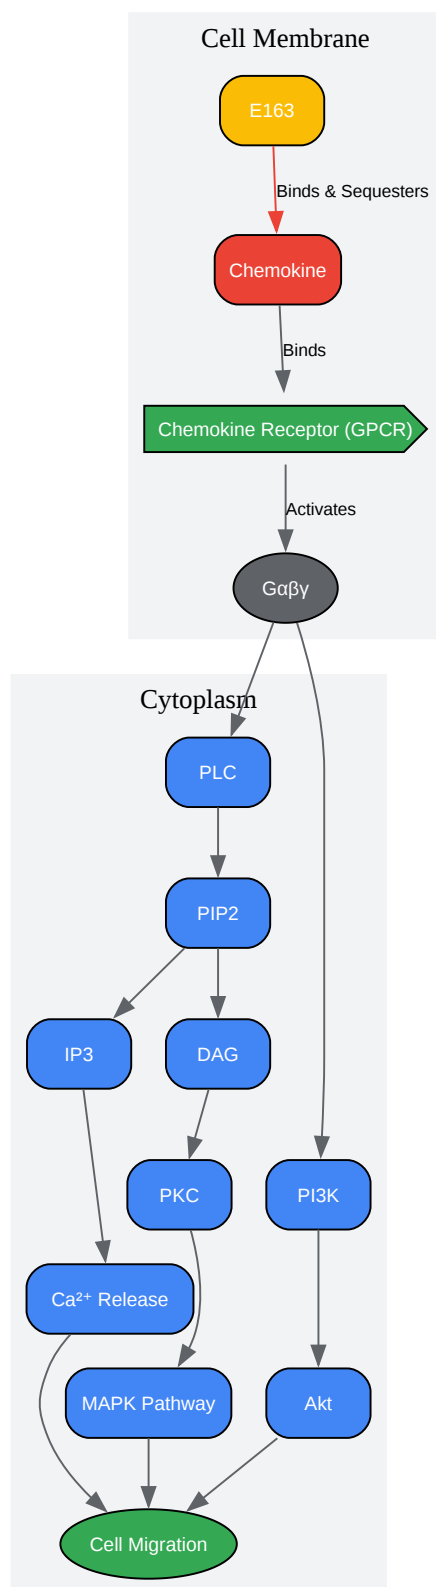 Cell Membrane
E163
Binds & Sequesters
Chemokine
Binds
Chemokine Receptor (GPCR)
Activates
Gαβγ
Cytoplasm
PLC
PIP2
IP3
DAG
PKC
PI3K
Ca²⁺ Release
MAPK Pathway
Akt
Cell Migration